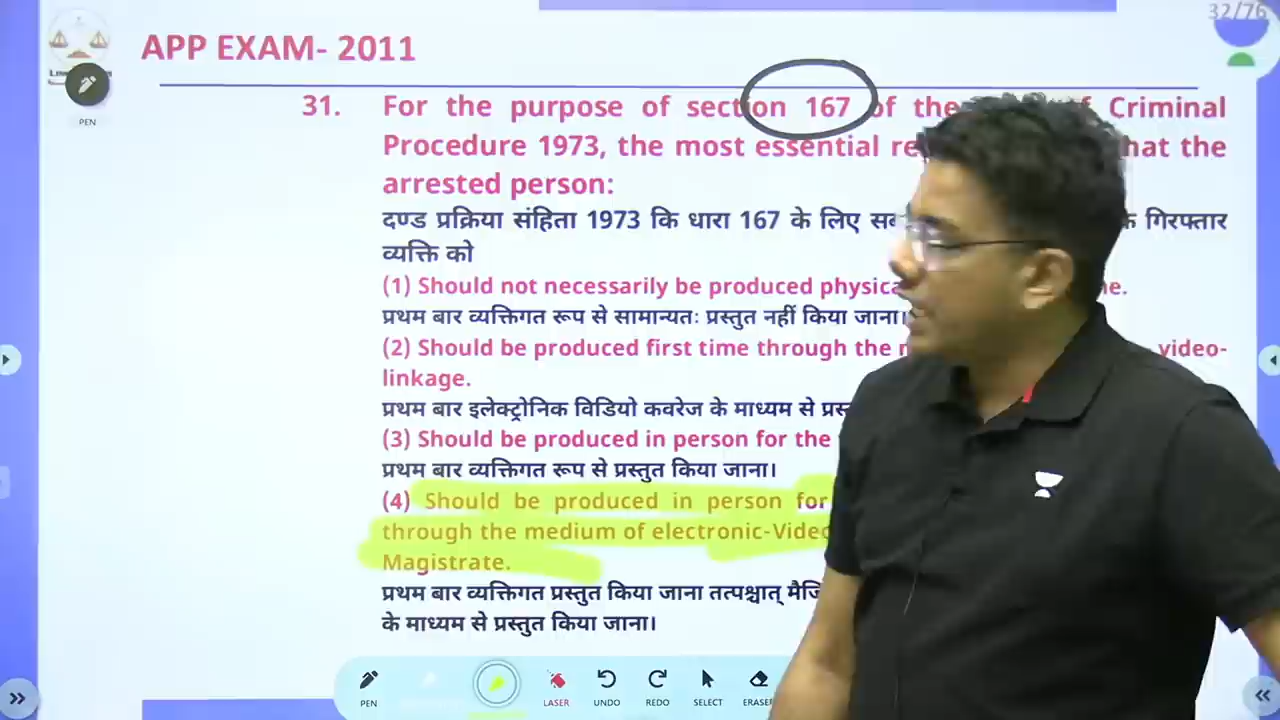 32/76
APP EXAM- 2011
PEN
31. For the purpose of section 167 of the Criminal
Procedure 1973, the most essential that the
arrested person:
दण्ड प्रक्रिया संहिता 1973 कि धारा 167 के लिए गिरफ्तार
व्यक्ति को
(1) Should not necessarily be produced
प्रथम बार व्यक्तिगत रूप से सामान्यतः प्रस्तुत नहीं किया जाना।
(2) Should be produced first time through the video-
linkage.
प्रथम बार इलेक्ट्रोनिक विडियो कवरेज के माध्यम से
(3) Should be produced in person for the
प्रथम बार व्यक्तिगत रूप से प्रस्तुत किया जाना।
(4) Should be produced in person for
through the medium of electronic-Video
Magistrate.
प्रथम बार व्यक्तिगत प्रस्तुत किया जाना तत्पश्चात्
के माध्यम से प्रस्तुत किया जाना।
PEN LASER UNDO REDO SELECT ERASER